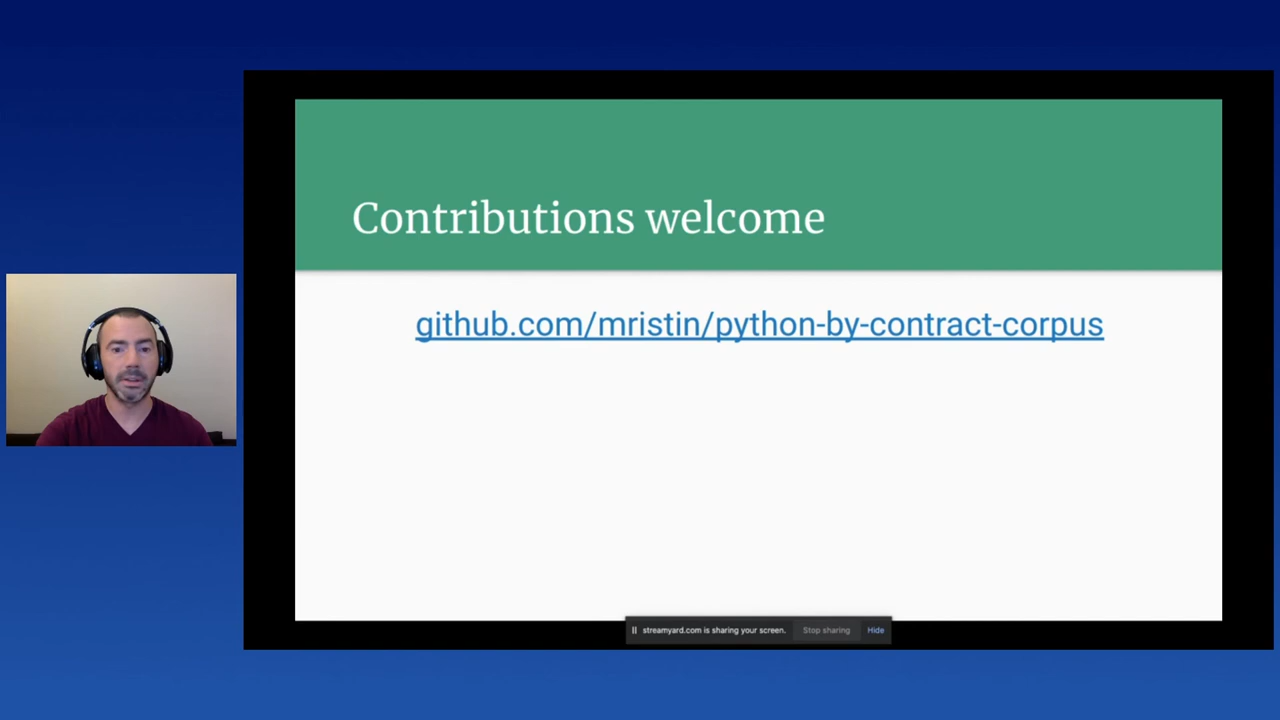 Contributions welcome
github.com/mristin/python-by-contract-corpus
streamyard.com is sharing your screen. Stop sharing Hide